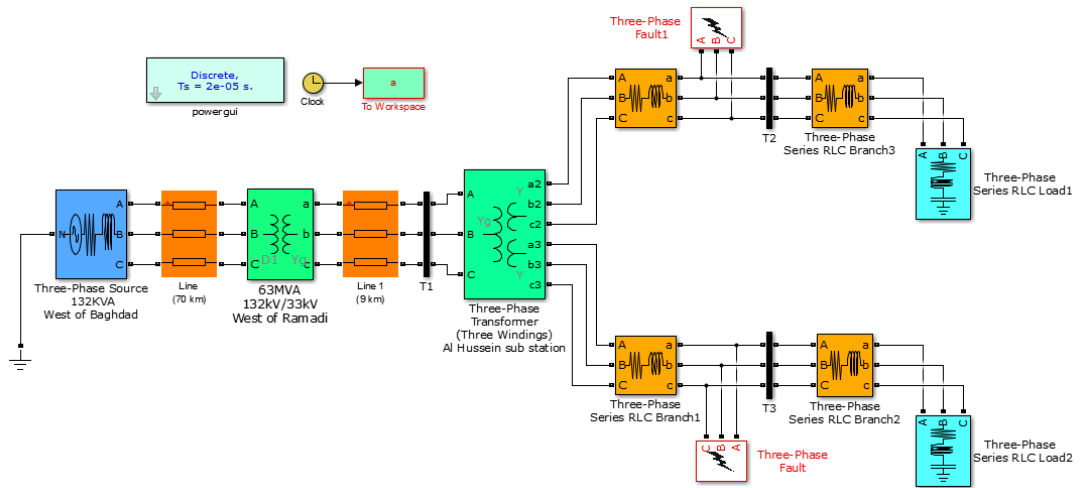 Discrete,
Ts = 2e-05 s.
powergui
Clock
a
To Workspace
Three-Phase
Fault1
A
B
C
A
B
C
a
b
c
T2
A
B
C
a
b
c
Three-Phase
Series RLC Branch3
A
B
C
Three-Phase
Series RLC Load1
N
A
B
C
Three-Phase Source
132KVA
West of Baghdad
Line
(70 km)
A
B
C
a
b
c
D1
Yg
63MVA
132kV/33kV
West of Ramadi
Line 1
(9 km)
T1
A
B
C
Yg
Y
Y
a2
b2
c2
a3
b3
c3
Three-Phase
Transformer
(Three Windings)
Al Hussein sub station
A
B
C
a
b
c
Three-Phase
Series RLC Branch1
T3
A
B
C
a
b
c
Three-Phase
Series RLC Branch2
C
B
A
Three-Phase
Fault
A
B
C
Three-Phase
Series RLC Load2